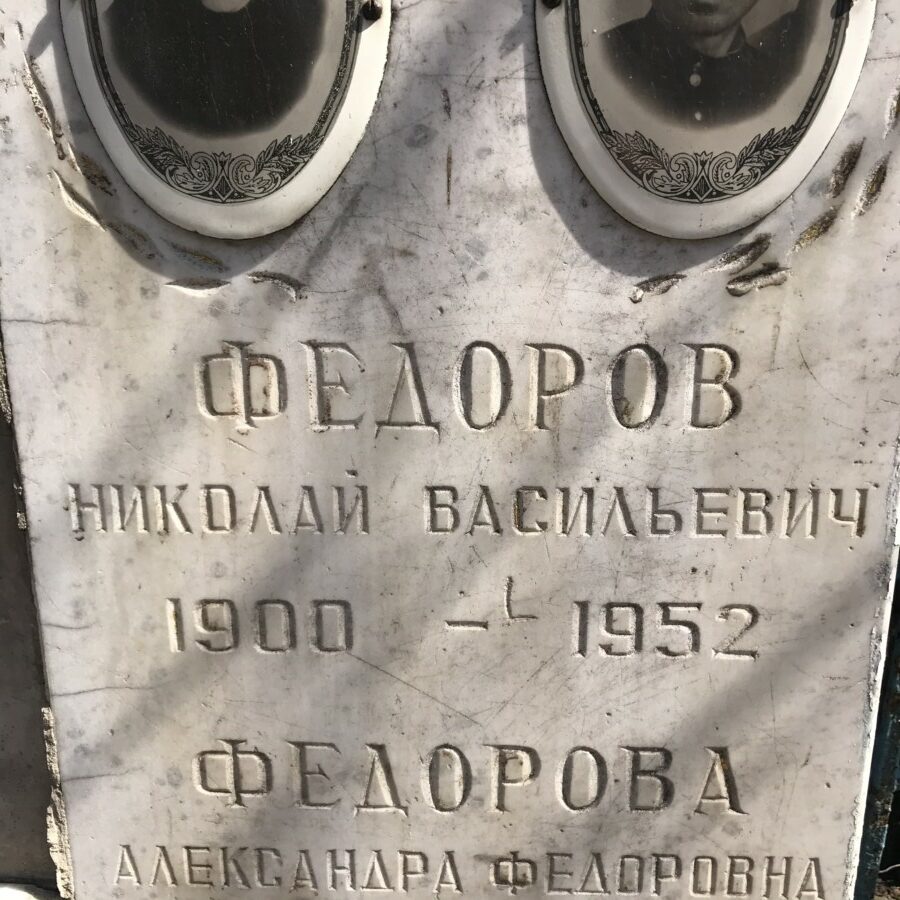 ФЕДОРОВ
НИКОЛАЙ ВАСИЛЬЕВИЧ
1900 - 1952
ФЕДОРОВА
АЛЕКСАНДРА ФЕДОРОВНА